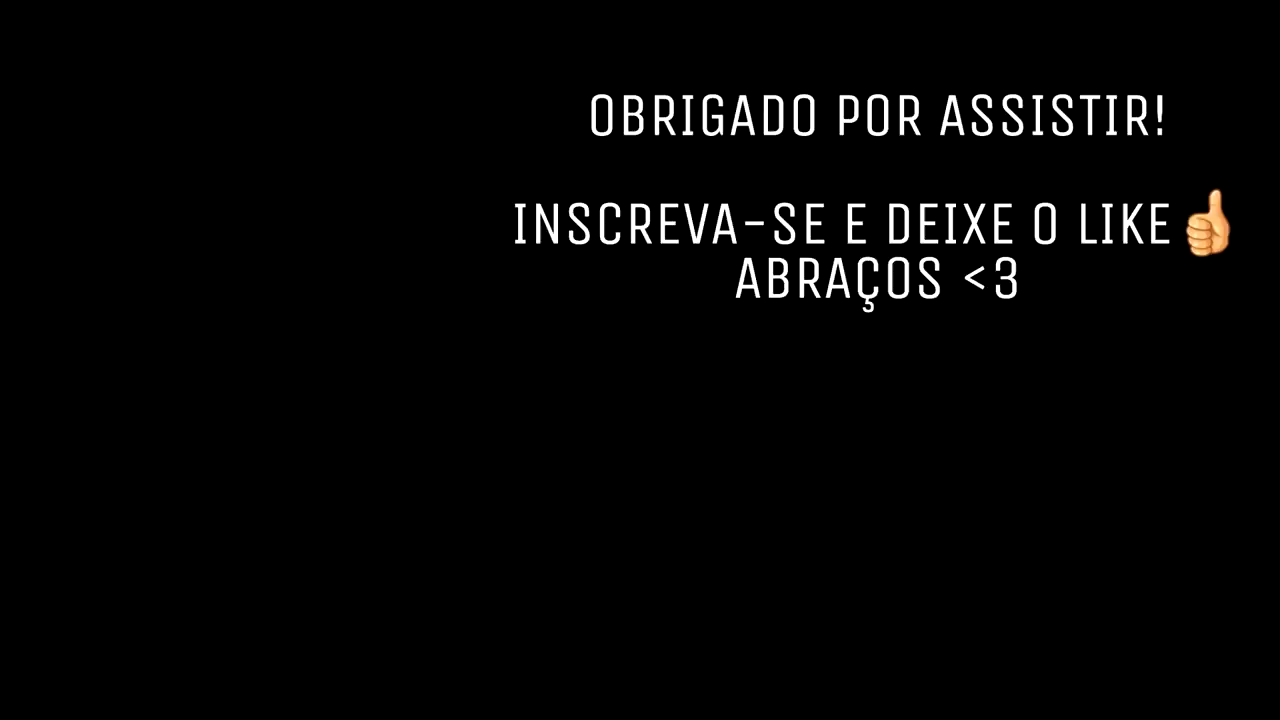 OBRIGADO POR ASSISTIR!
INSCREVA-SE E DEIXE O LIKE👍
ABRAÇOS <3